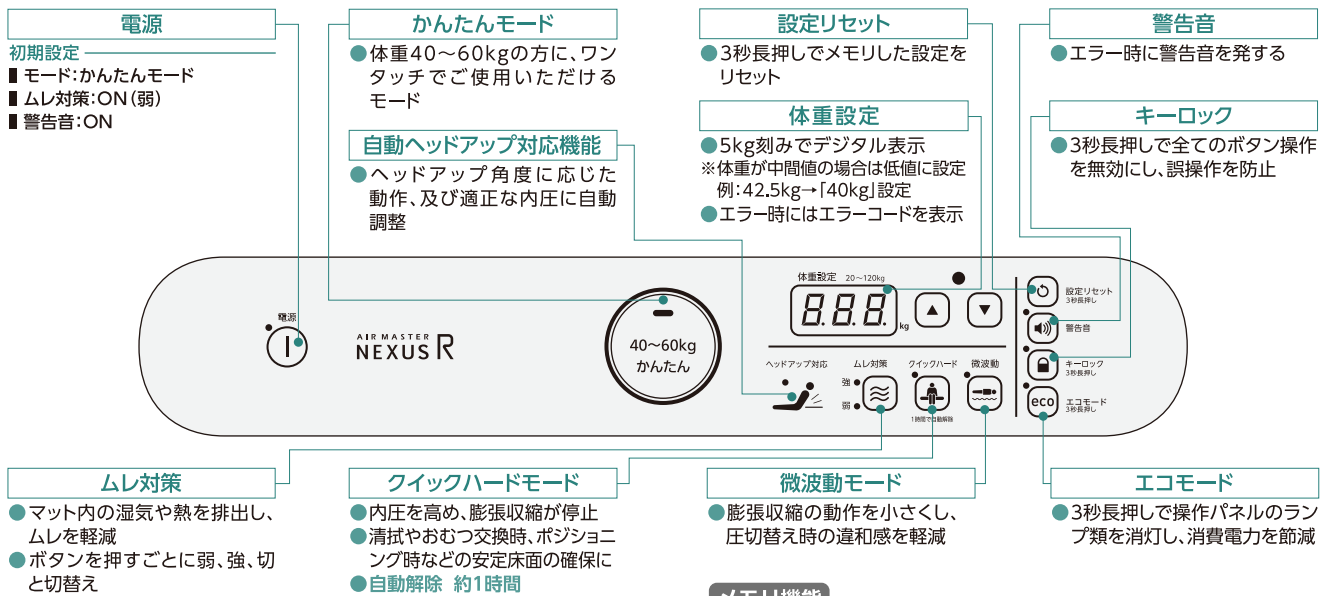 電源
初期設定
モード:かんたんモード
ムレ対策:ON(弱)
警告音:ON
かんたんモード
●体重40〜60kgの方に、ワン
タッチでご使用いただける
モード
自動ヘッドアップ対応機能
●ヘッドアップ角度に応じた
動作、及び適正な内圧に自動
調整
設定リセット
●3秒長押しでメモリした設定を
リセット
体重設定
●5kg刻みでデジタル表示
※体重が中間値の場合は低値に設定
例:42.5kg→「40kg」設定
●エラー時にはエラーコードを表示
警告音
●エラー時に警告音を発する
キーロック
●3秒長押しで全てのボタン操作
を無効にし、誤操作を防止
電源
AIR MASTER
NEXUS R
40〜60kg
かんたん
体重設定 20〜120kg
8.8.8.
kg
ヘッドアップ対応
ムレ対策
強
弱
クイックハード
1時間で自動解除
微波動
設定リセット
3秒長押し
警告音
キーロック
3秒長押し
eco
エコモード
3秒長押し
ムレ対策
●マット内の湿気や熱を排出し、
ムレを軽減
●ボタンを押すごとに弱、強、切
と切替え
クイックハードモード
●内圧を高め、膨張収縮が停止
●清拭やおむつ交換時、ポジショニ
ング時などの安定床面の確保に
●自動解除 約1時間
微波動モード
●膨張収縮の動作を小さくし、
圧切替え時の違和感を軽減
エコモード
●3秒長押しで操作パネルのラン
プ類を消灯し、消費電力を節減
メモリ機能